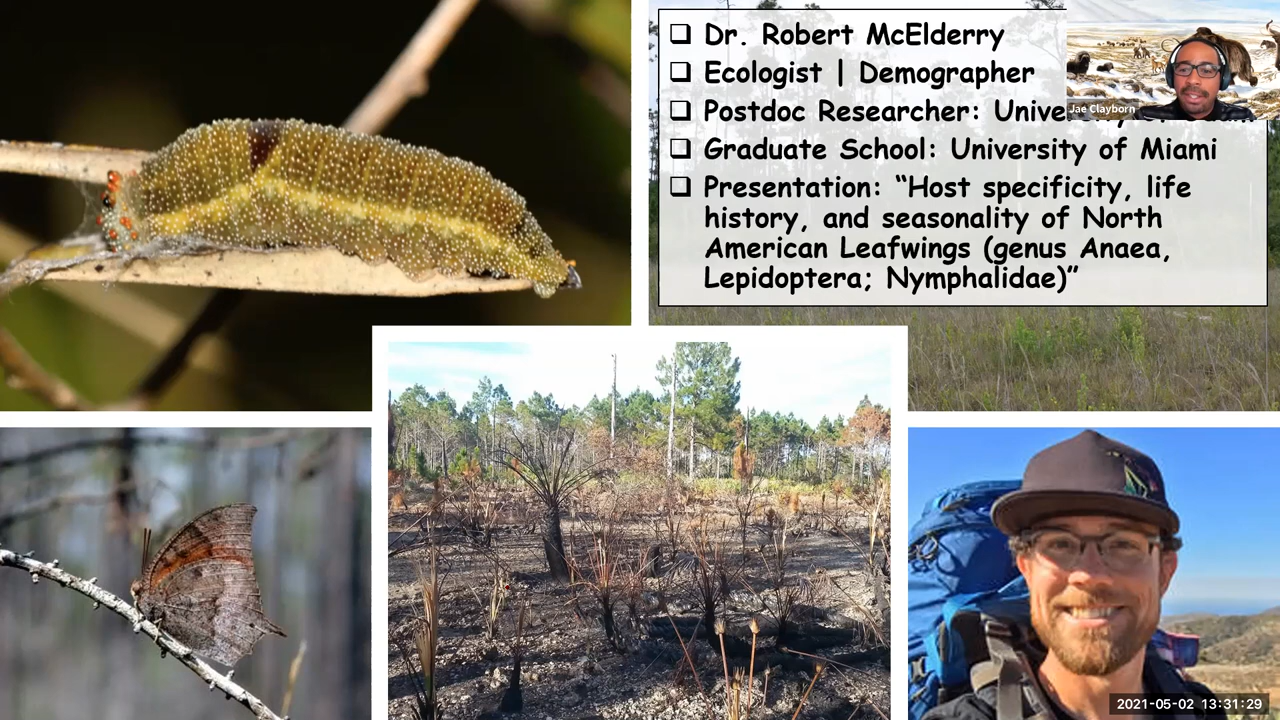 ❑ Dr. Robert McElderry
❑ Ecologist | Demographer
❑ Postdoc Researcher:
❑ Graduate School: University of Miami
❑ Presentation: “Host specificity, life
history, and seasonality of North
American Leafwings (genus Anaea,
Lepidoptera; Nymphalidae)”
Jae Clayborn
2021-05-02 13:31:29